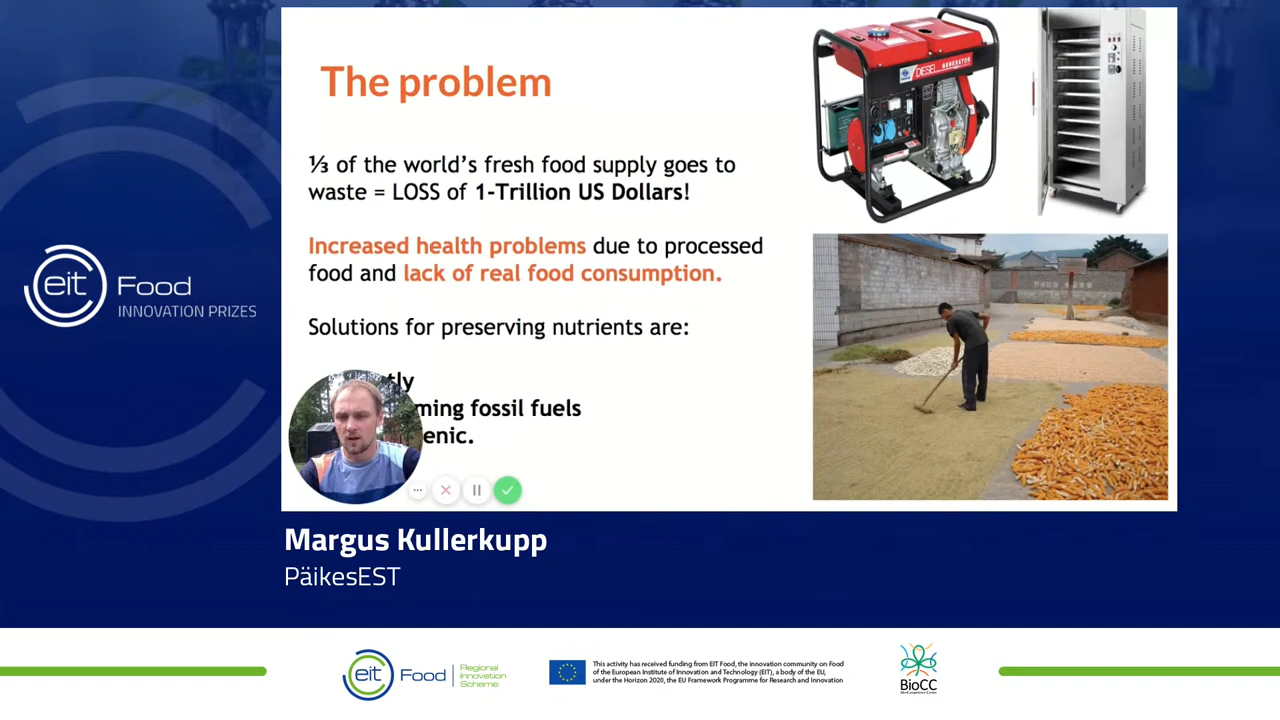 The problem
⅓ of the world's fresh food supply goes to
waste = LOSS of 1-Trillion US Dollars!
Increased health problems due to processed
food and lack of real food consumption.
Solutions for preserving nutrients are:
fossil fuels
DIESEL GENERATOR
eit Food
INNOVATION PRIZES
Margus Kullerkupp
PäikesEST
eit Food
Regional
Innovation
Scheme
This activity has received funding from EIT Food, the innovation community on Food
of the European Institute of Innovation and Technology (EIT), a body of the EU,
under the Horizon 2020, the EU Framework Programme for Research and Innovation
BioCC